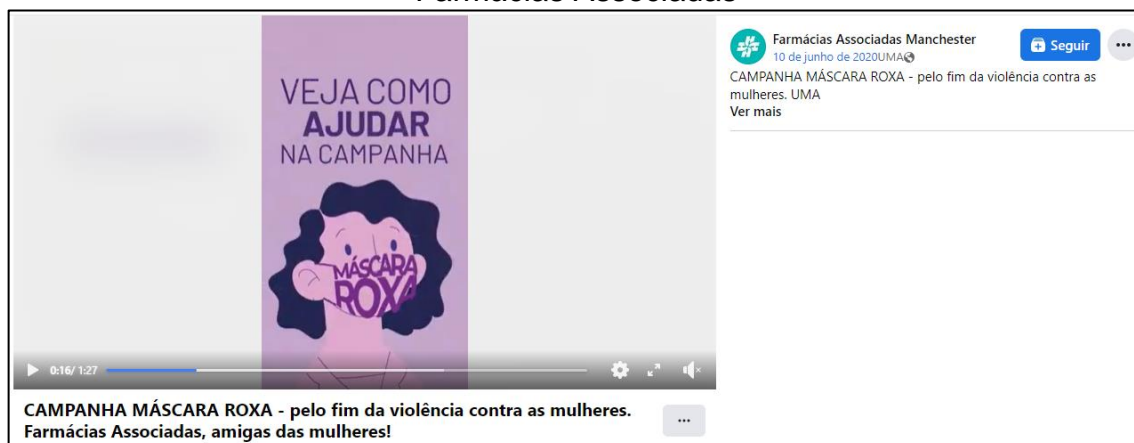 Farmácias Associadas
VEJA COMO
AJUDAR
NA CAMPANHA
MÁSCARA
ROXA
0:16/ 1:27
CAMPANHA MÁSCARA ROXA - pelo fim da violência contra as mulheres.
Farmácias Associadas, amigas das mulheres!
Farmácias Associadas Manchester
Seguir
10 de junho de 2020UMA
CAMPANHA MÁSCARA ROXA - pelo fim da violência contra as
mulheres. UMA
Ver mais